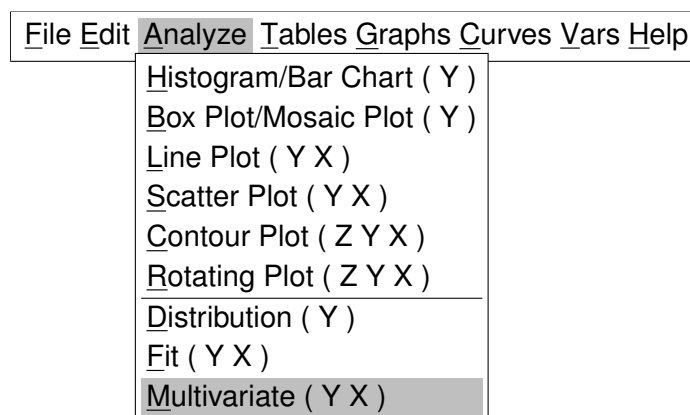 File Edit Analyze Tables Graphs Curves Vars Help
Histogram/Bar Chart ( Y )
Box Plot/Mosaic Plot ( Y )
Line Plot ( Y X )
Scatter Plot ( Y X )
Contour Plot ( Z Y X )
Rotating Plot ( Z Y X )
Distribution ( Y )
Fit ( Y X )
Multivariate ( Y X )